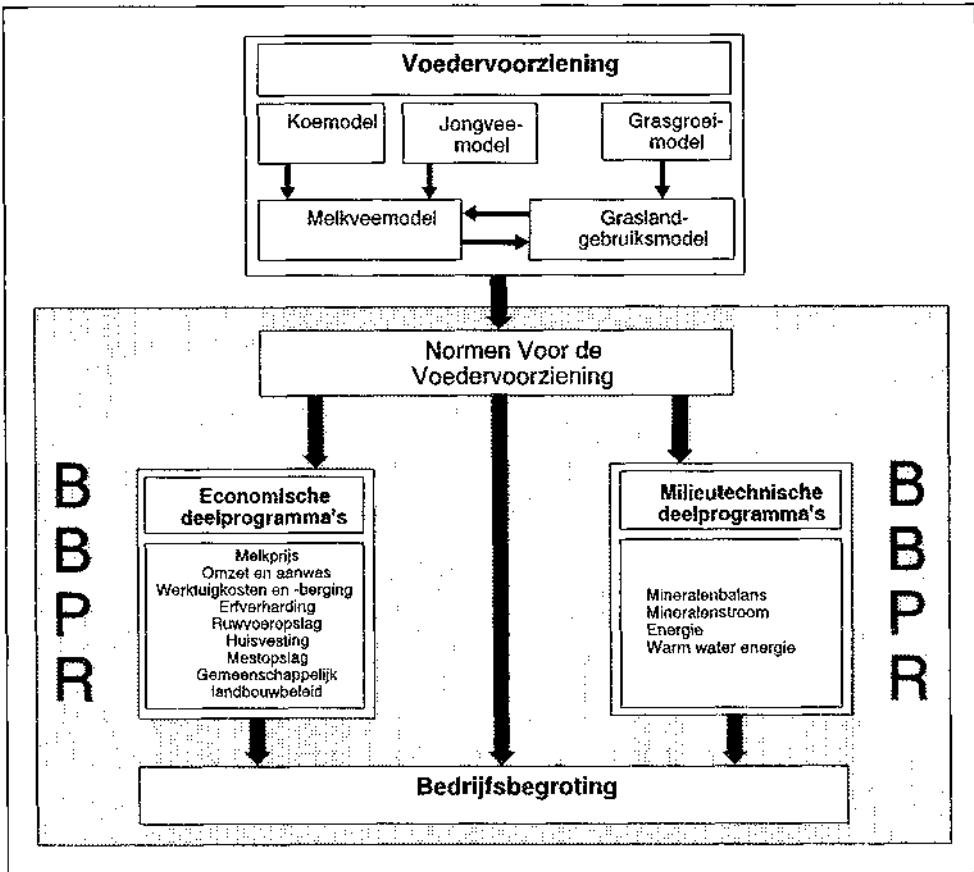 Voedervoorziening
Koemodel
Jongvee-
model
Grasgroei-
model
Melkveemodel
Grasland-
gebruiksmodel
Normen Voor de
Voedervoorziening
B
B
P
R
Economische
deelprogramma's
Melkprijs
Omzet en aanwas
Werktuigkosten en -berging
Erfverharding
Ruwvoeropslag
Huisvesting
Mestopslag
Gemeenschappelijk
landbouwbeleid
Milieutechnische
deelprogramma's
Mineralenbalans
Mineralenstroom
Energie
Warm water energie
B
B
P
R
Bedrijfsbegroting